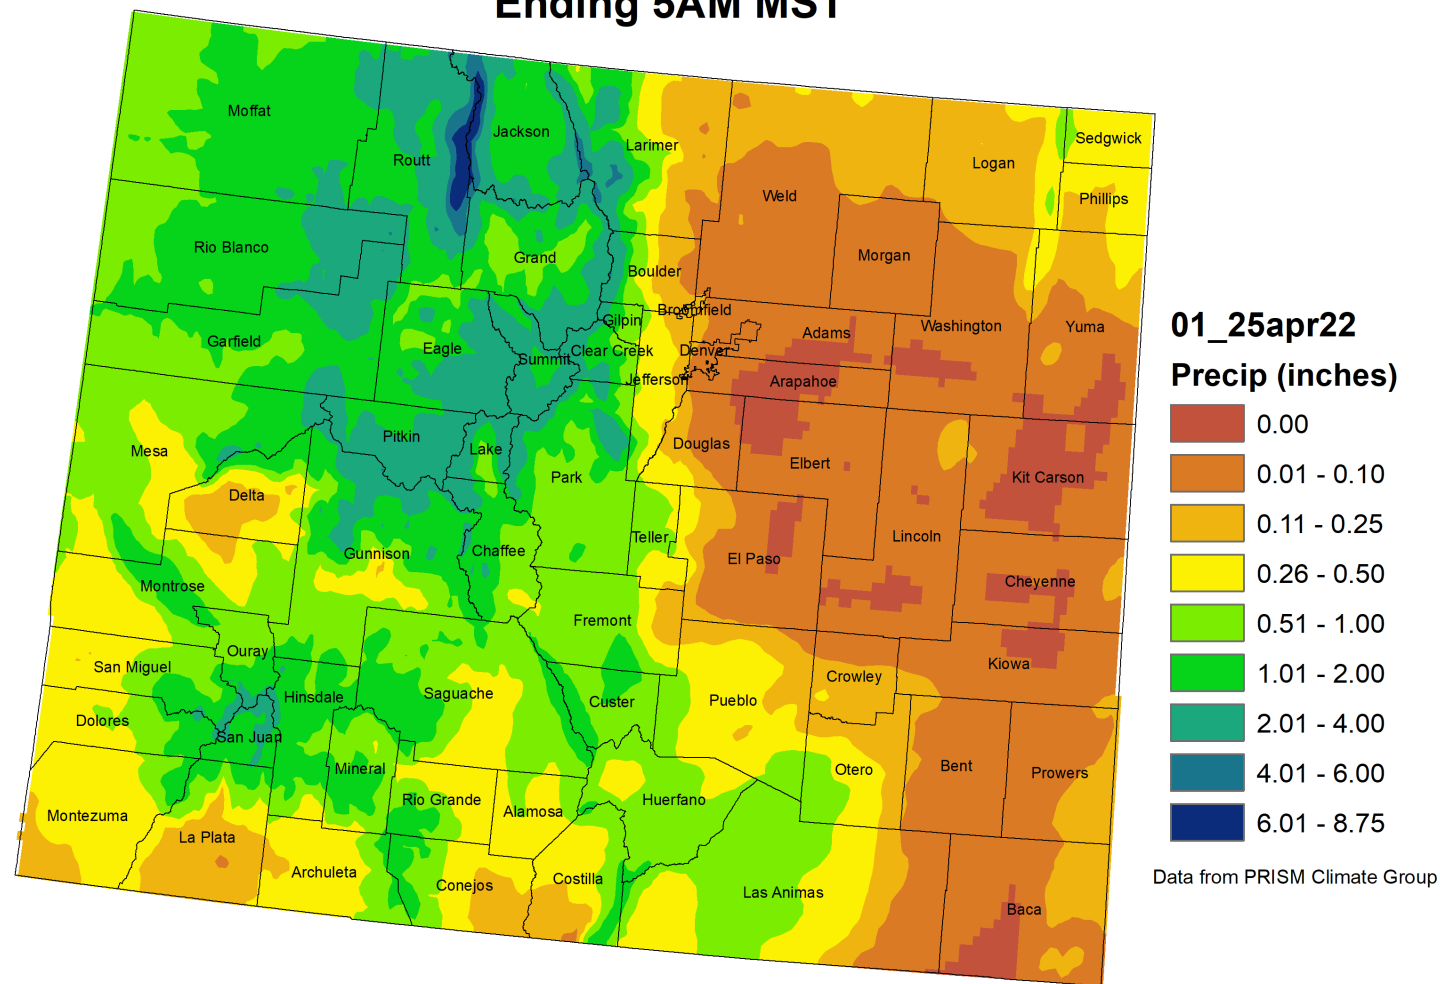 Ending 5AM MST
Moffat
Routt
Jackson
Larimer
Weld
Logan
Sedgwick
Phillips
Rio Blanco
Grand
Boulder
Morgan
Broomfield
Gilpin
Adams
Washington
Yuma
Garfield
Eagle
Summit
Clear Creek
Denver
Jefferson
Arapahoe
Mesa
Pitkin
Lake
Park
Douglas
Elbert
Kit Carson
Delta
Gunnison
Chaffee
Teller
El Paso
Lincoln
Cheyenne
Montrose
Fremont
Ouray
San Miguel
Hinsdale
Saguache
Custer
Pueblo
Crowley
Kiowa
Dolores
San Juan
Mineral
Otero
Bent
Prowers
Rio Grande
Alamosa
Huerfano
Montezuma
La Plata
Archuleta
Conejos
Costilla
Las Animas
Baca
01_25apr22
Precip (inches)
0.00
0.01 - 0.10
0.11 - 0.25
0.26 - 0.50
0.51 - 1.00
1.01 - 2.00
2.01 - 4.00
4.01 - 6.00
6.01 - 8.75
Data from PRISM Climate Group